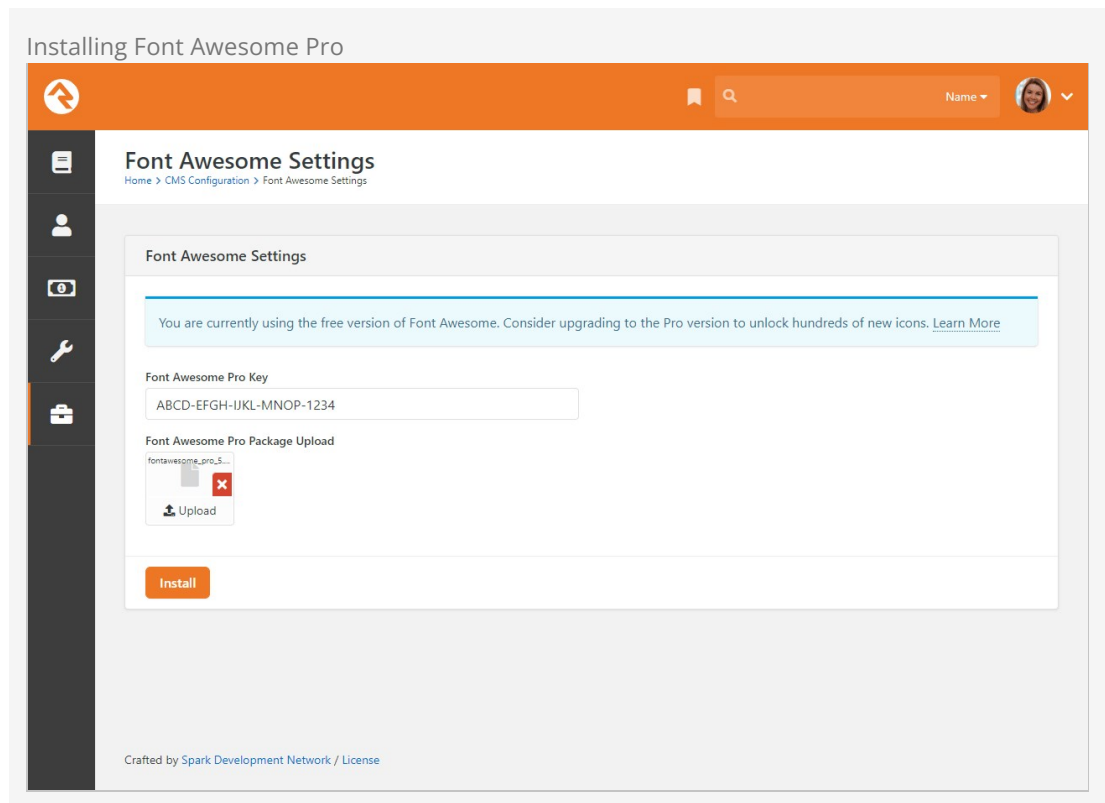 Installing Font Awesome Pro
Name
Font Awesome Settings
Home > CMS Configuration > Font Awesome Settings
Font Awesome Settings
You are currently using the free version of Font Awesome. Consider upgrading to the Pro version to unlock hundreds of new icons. Learn More
Font Awesome Pro Key
ABCD-EFGH-IJKL-MNOP-1234
Font Awesome Pro Package Upload
fontawesome_pro_5...
Upload
Install
Crafted by Spark Development Network / License